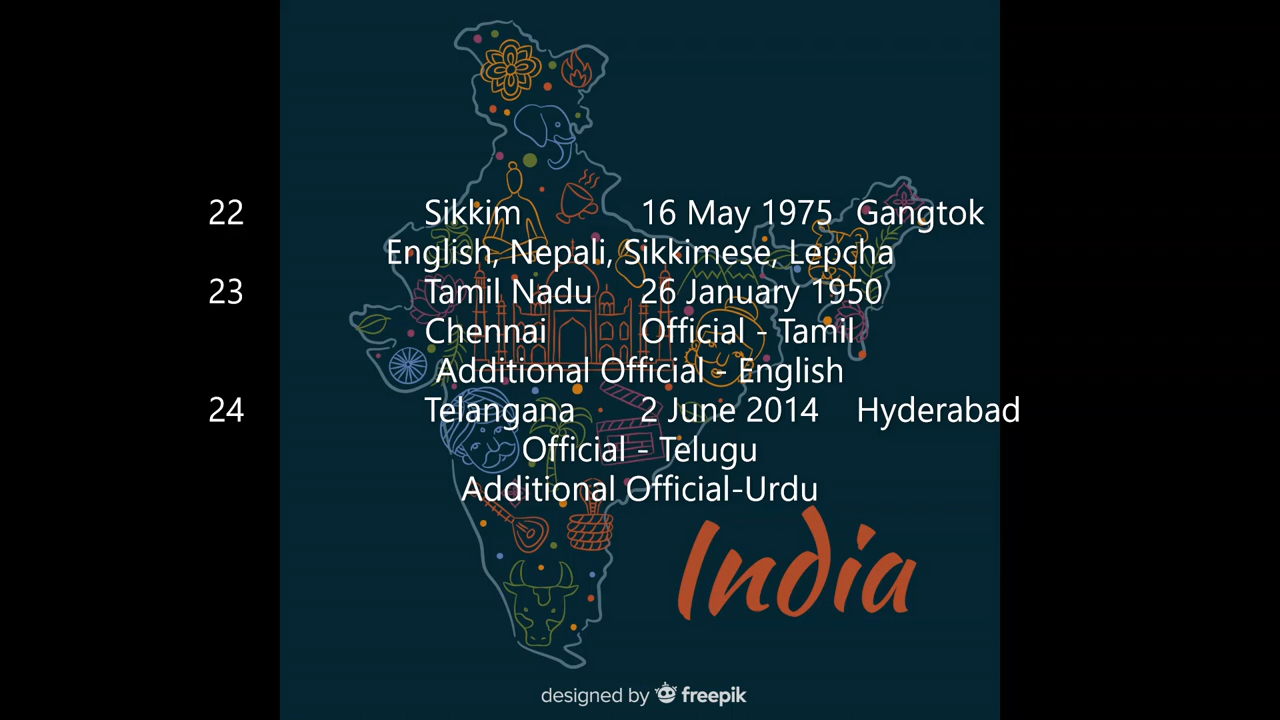 22 Sikkim 16 May 1975 Gangtok
English, Nepali, Sikkimese, Lepcha
23 Tamil Nadu 26 January 1950
Chennai Official - Tamil
Additional Official - English
24 Telangana 2 June 2014 Hyderabad
Official - Telugu
Additional Official-Urdu
India
designed by freepik